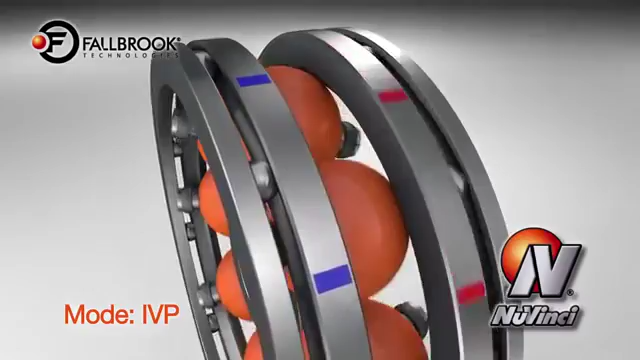 F
FALLBROOK®
TECHNOLOGIES
Mode: IVP
N®
NuVinci